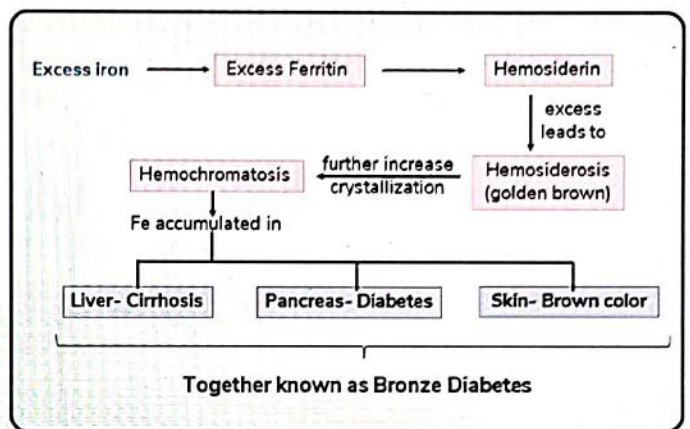 Excess iron
Excess Ferritin
Hemosiderin
excess
leads to
Hemosiderosis
(golden brown)
further increase
crystallization
Hemochromatosis
Fe accumulated in
Liver- Cirrhosis
Pancreas- Diabetes
Skin- Brown color
Together known as Bronze Diabetes